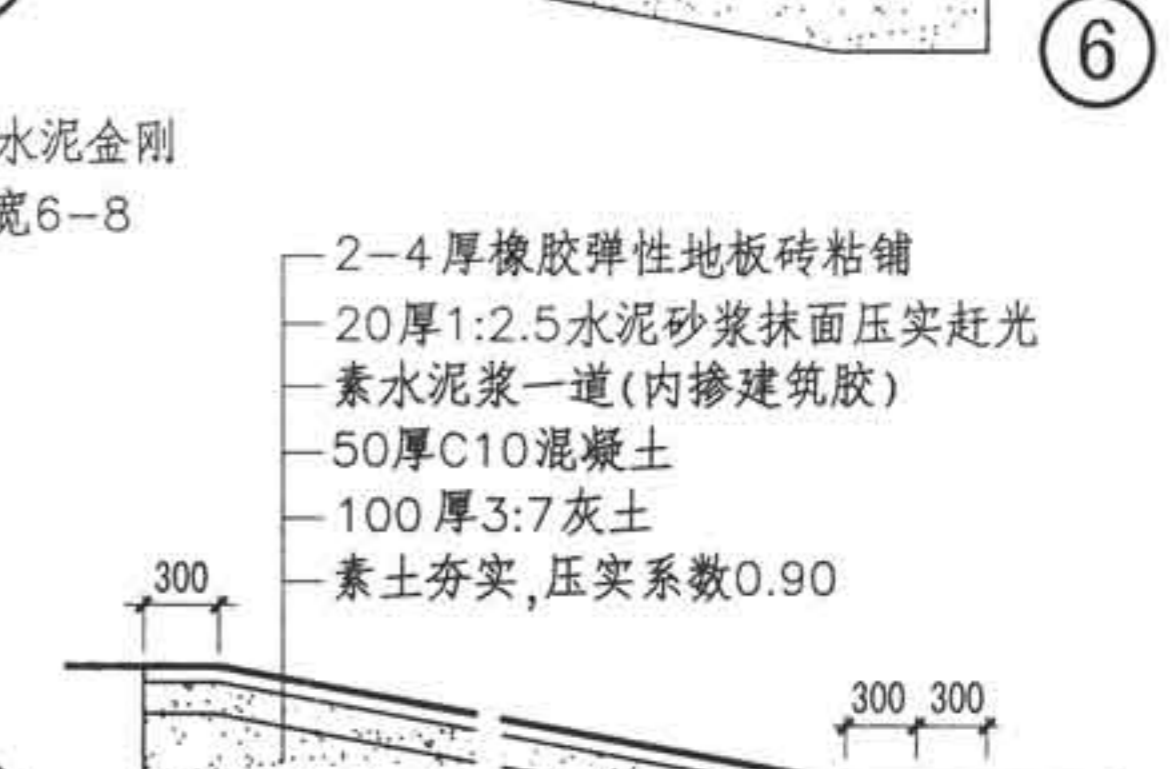 6
水泥金刚
宽6-8
2-4厚橡胶弹性地板砖粘铺
20厚1:2.5水泥砂浆抹面压实赶光
素水泥浆一道(内掺建筑胶)
50厚C10混凝土
100厚3:7灰土
素土夯实,压实系数0.90
300
300 300